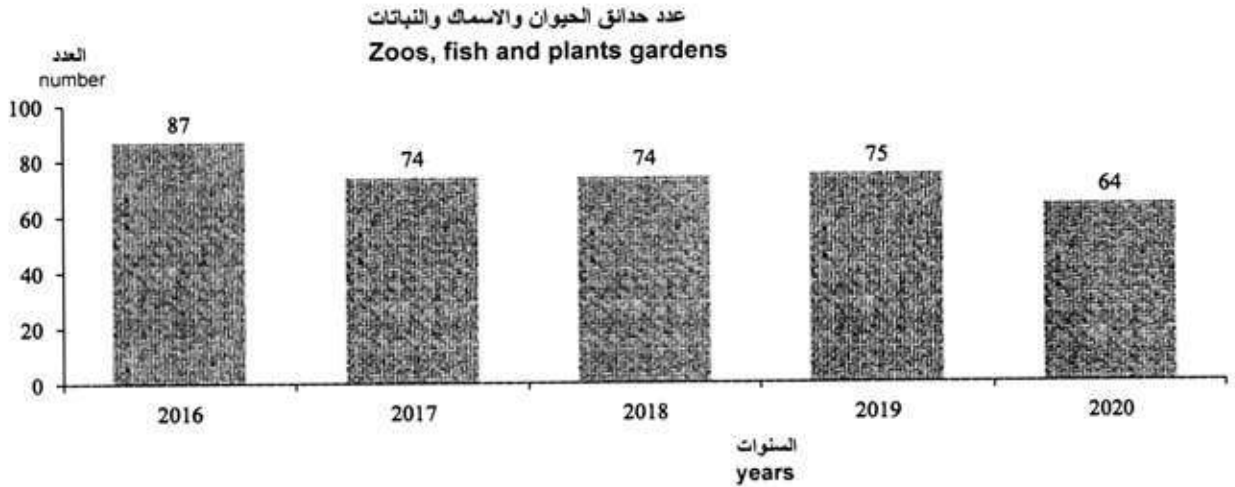 عدد حدائق الحيوان والاسماك والنباتات
Zoos, fish and plants gardens
العدد
number
100
80
60
40
20
0
87
74
74
75
64
2016
2017
2018
2019
2020
السنوات
years